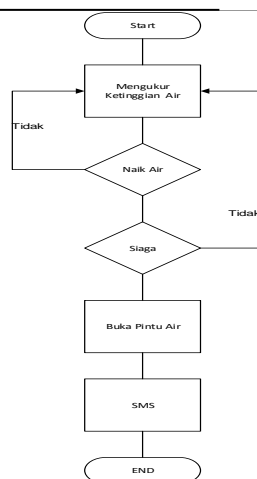 Start
Mengukur
Ketinggian Air
Tidak
Naik Air
Tidak
Siaga
Buka Pintu Air
SMS
END